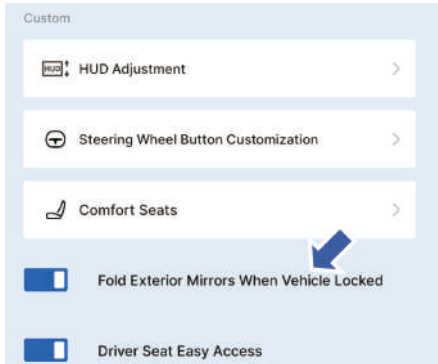 Custom
HUD HUD Adjustment
Steering Wheel Button Customization
Comfort Seats
Fold Exterior Mirrors When Vehicle Locked
Driver Seat Easy Access